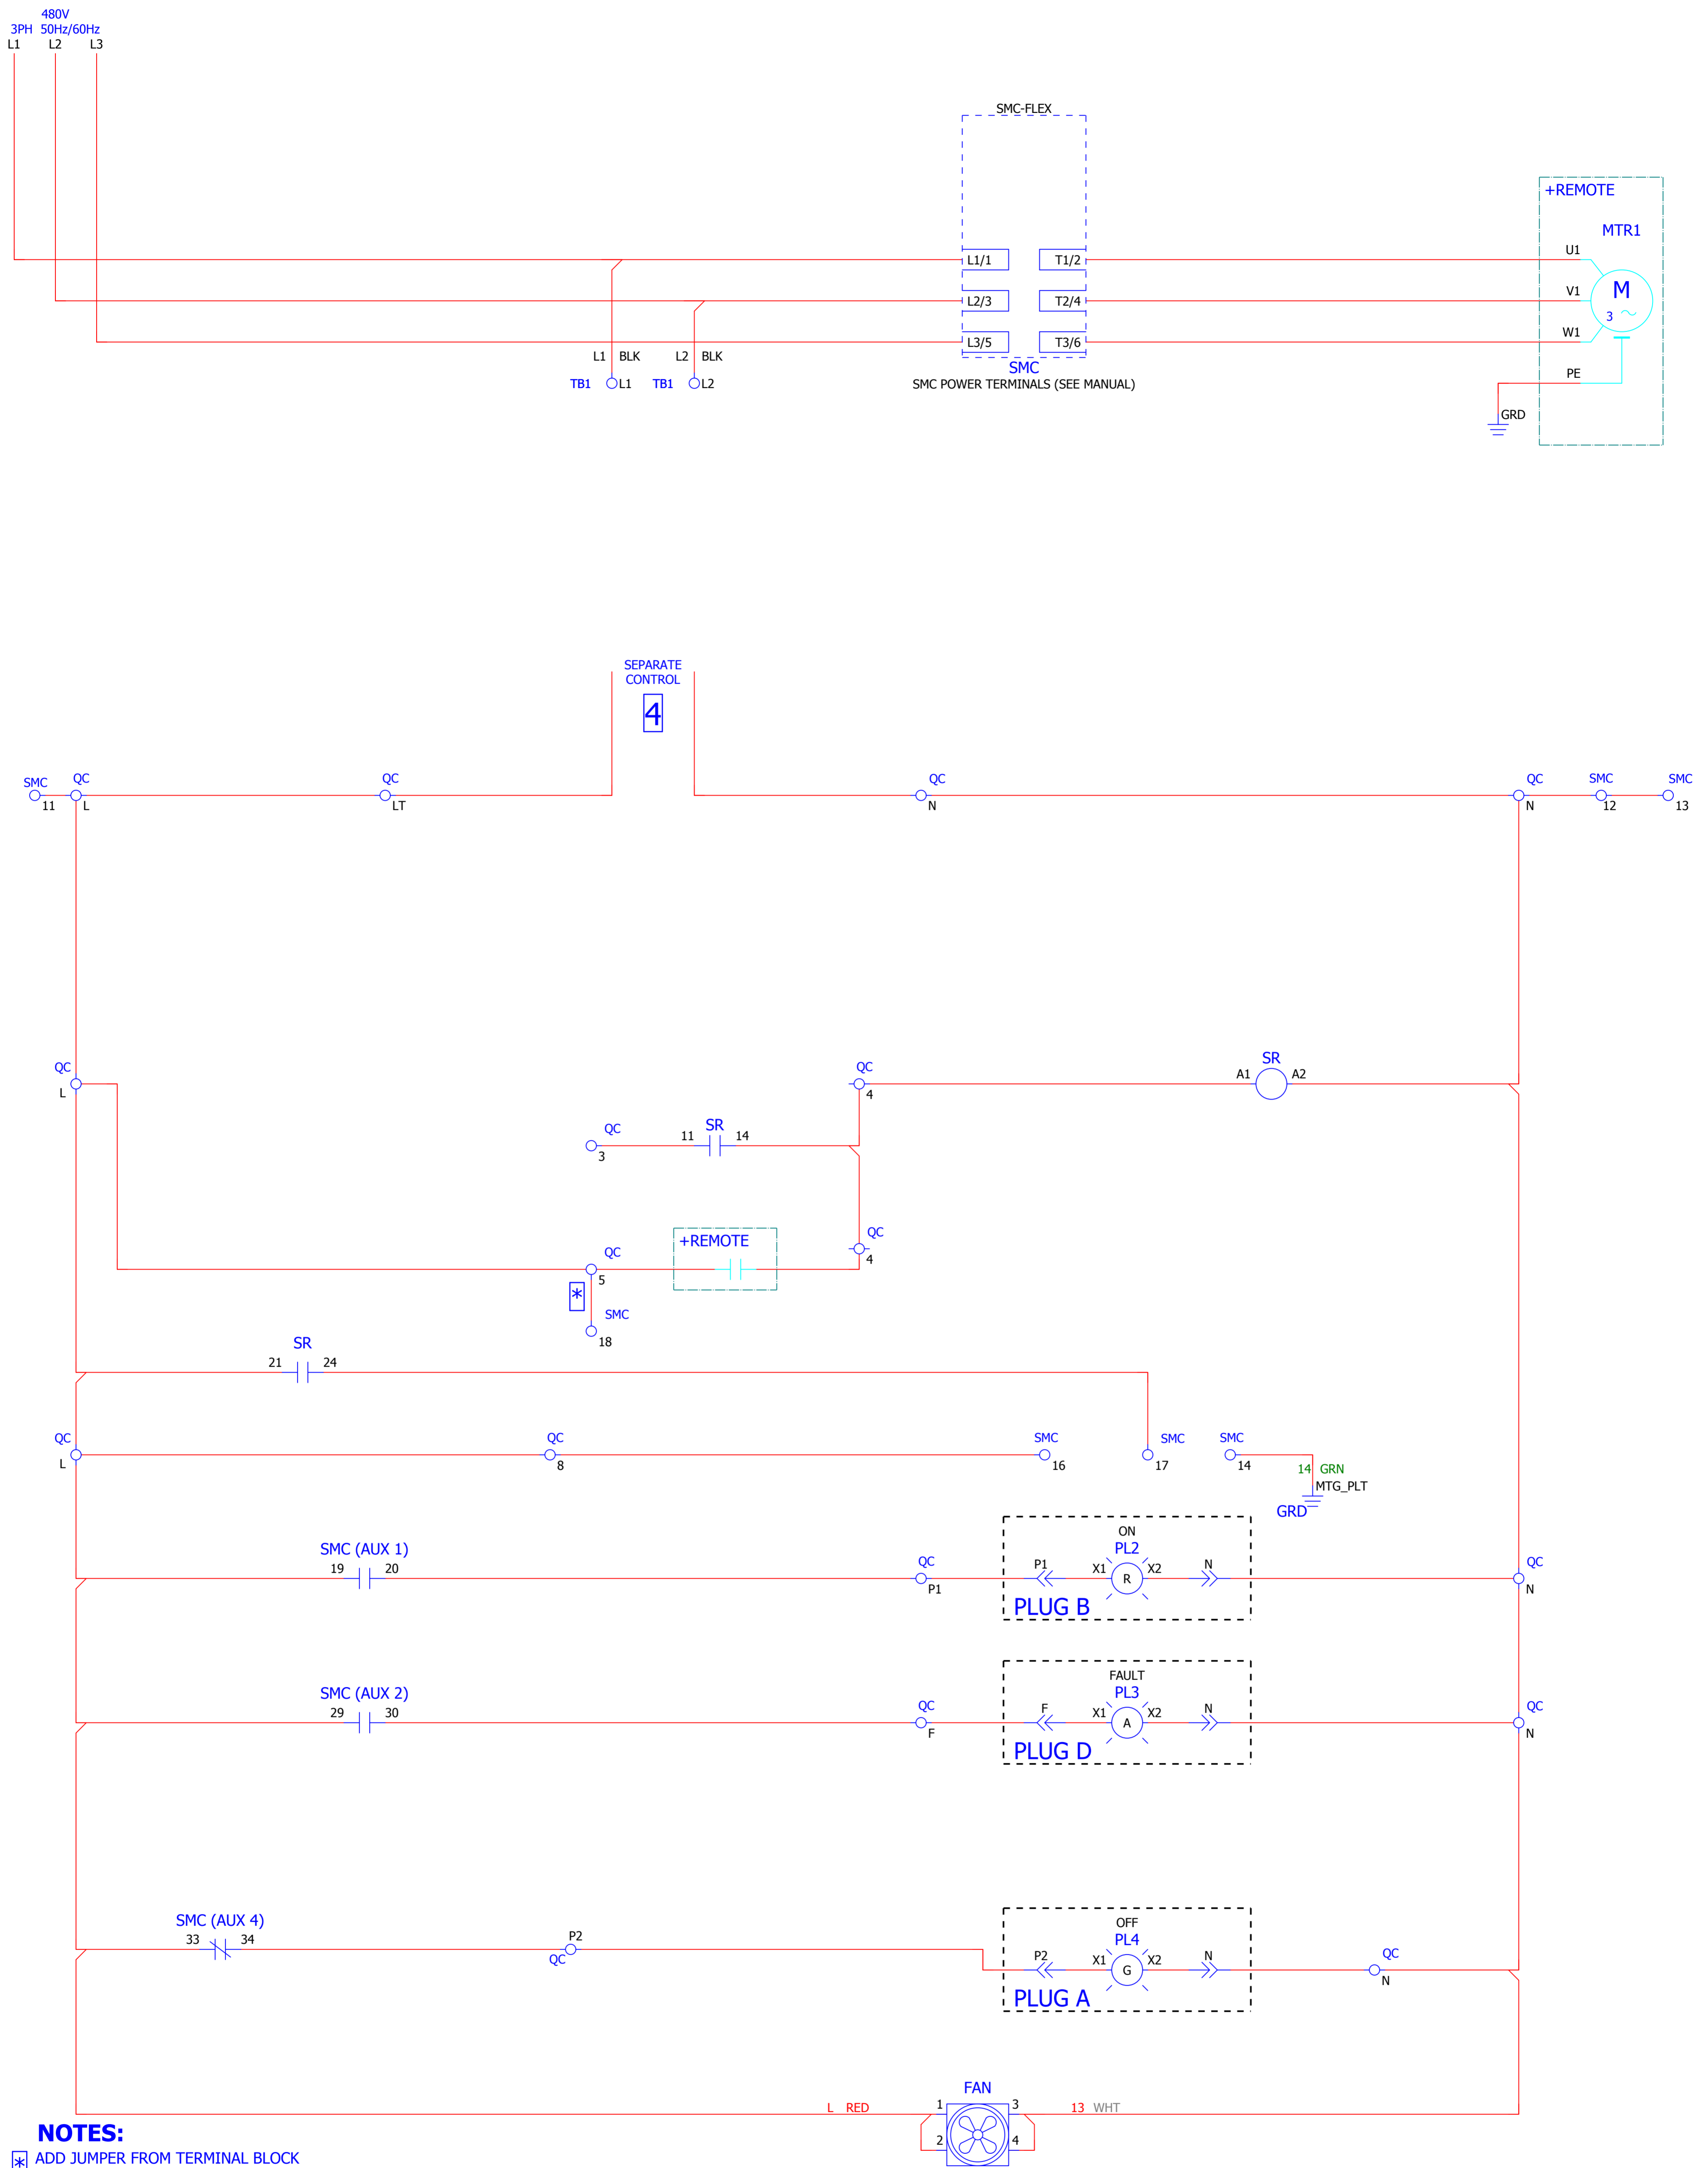 480V
3PH 50Hz/60Hz
L1 L2 L3
SMC-FLEX
+REMOTE
MTR1
L1/1 T1/2 U1
M
3
L2/3 T2/4 V1
L3/5 T3/6 W1
L1 BLK L2 BLK
SMC
TB1 L1 TB1 L2
SMC POWER TERMINALS (SEE MANUAL)
PE
GRD
SEPARATE
CONTROL
4
SMC QC QC QC QC SMC SMC
11 L LT N N 12 13
QC QC SR
A1 A2
L 4
QC SR
11 14
3
+REMOTE
QC QC
5 4
*
SMC
18
SR
21 24
QC QC SMC SMC SMC
L 8 16 17 14
14 GRN
MTG_PLT
GRD
ON
SMC (AUX 1) PL2
19 20 QC P1 X1 R X2 N QC
P1 N
PLUG B
FAULT
SMC (AUX 2) PL3
29 30 QC F X1 A X2 N QC
F N
PLUG D
OFF
SMC (AUX 4) PL4
33 34 P2
QC
P2 X1 G X2 N QC
N
PLUG A
FAN
L RED 1 3 13 WHT
2 4
NOTES:
* ADD JUMPER FROM TERMINAL BLOCK